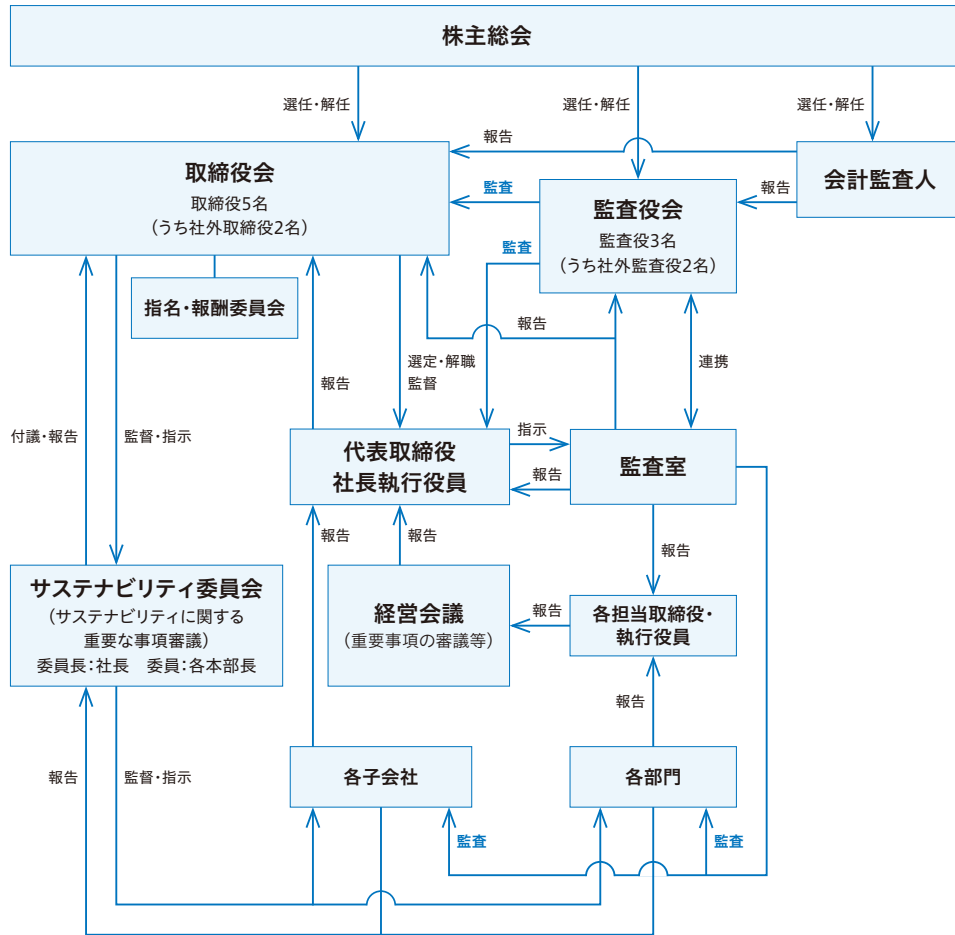 株主総会
選任・解任
選任・解任
選任・解任
報告
取締役会
取締役5名
(うち社外取締役2名)
監査
監査役会
監査役3名
(うち社外監査役2名)
報告
会計監査人
監査
指名・報酬委員会
報告
連携
選定・解職
監督
報告
付議・報告
監督・指示
指示
代表取締役
社長執行役員
監査室
報告
報告
報告
報告
サステナビリティ委員会
(サステナビリティに関する
重要な事項審議)
委員長:社長　委員:各本部長
経営会議
(重要事項の審議等)
報告
各担当取締役・
執行役員
報告
報告
監督・指示
各子会社
各部門
監査
監査